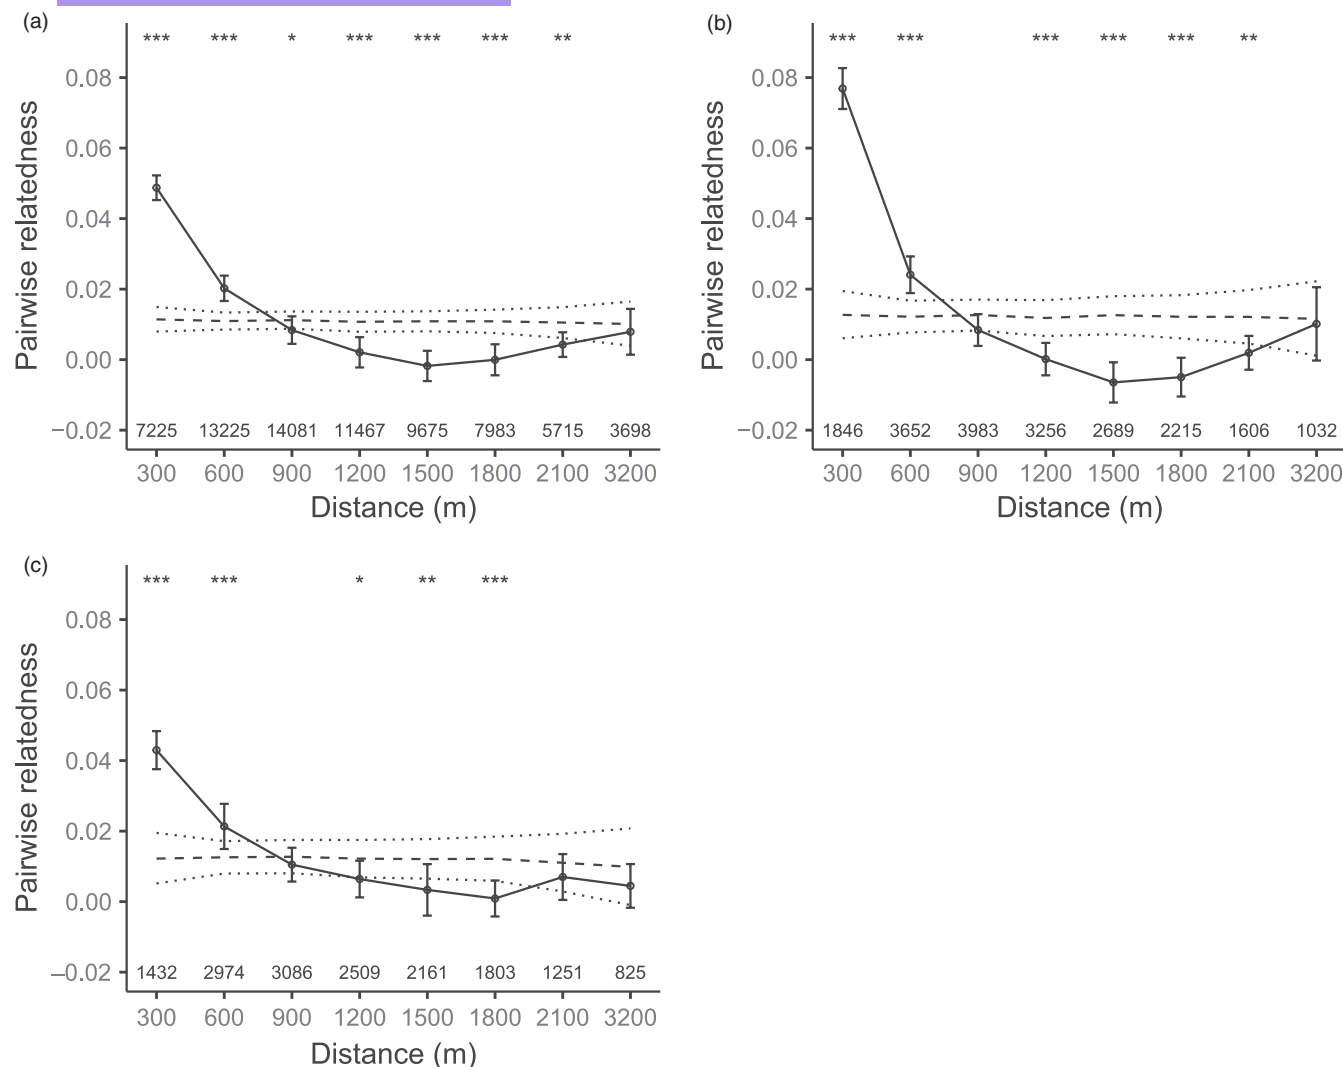 (a)
*** *** * *** *** *** **
Pairwise relatedness
0.08
0.06
0.04
0.02
0.00
−0.02
7225 13225 14081 11467 9675 7983 5715 3698
300 600 900 1200 1500 1800 2100 3200
Distance (m)
(b)
*** *** *** *** *** **
Pairwise relatedness
0.08
0.06
0.04
0.02
0.00
−0.02
1846 3652 3983 3256 2689 2215 1606 1032
300 600 900 1200 1500 1800 2100 3200
Distance (m)
(c)
*** *** * ** ***
Pairwise relatedness
0.08
0.06
0.04
0.02
0.00
−0.02
1432 2974 3086 2509 2161 1803 1251 825
300 600 900 1200 1500 1800 2100 3200
Distance (m)